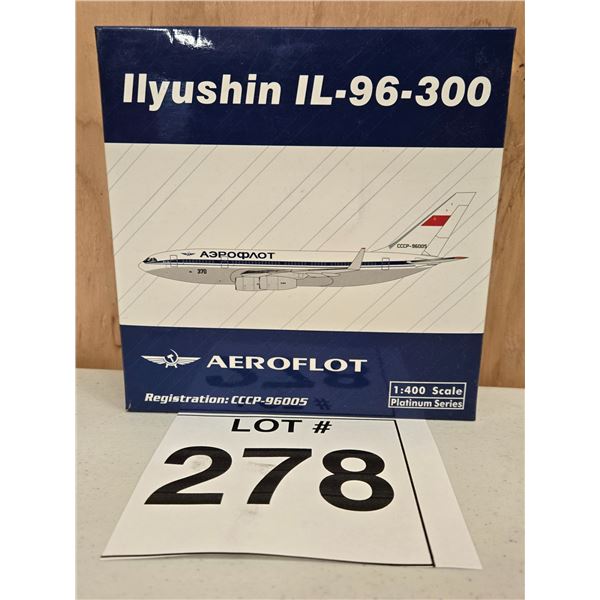 Ilyushin IL-96-300
CCCP-96005
АЭРОФЛОТ
370
AEROFLOT
Registration: CCCP-96005
1:400 Scale
Platinum Series
LOT #
278